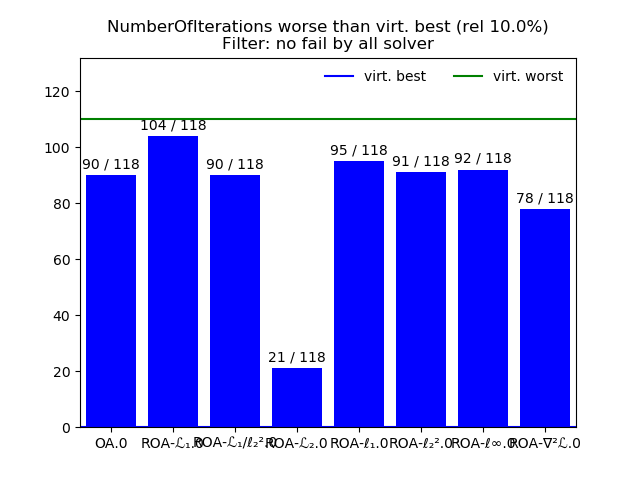 NumberOfIterations worse than virt. best (rel 10.0%)
Filter: no fail by all solver
virt. best virt. worst
120
100
80
60
40
20
0
90 / 118 104 / 118 90 / 118 21 / 118 95 / 118 91 / 118 92 / 118 78 / 118
OA.0 ROA-ℒ₁.0 ROA-ℒ₁/ℓ₂².0 ROA-ℒ₂.0 ROA-ℓ₁.0 ROA-ℓ₂².0 ROA-ℓ∞.0 ROA-∇²ℒ.0